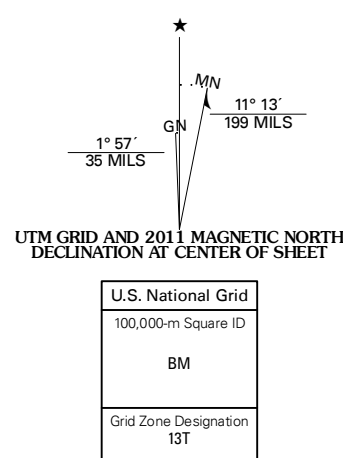 ★
MN
11° 13´
199 MILS
GN
1° 57´
35 MILS
UTM GRID AND 2011 MAGNETIC NORTH
DECLINATION AT CENTER OF SHEET
U.S. National Grid
100,000-m Square ID
BM
Grid Zone Designation
13T